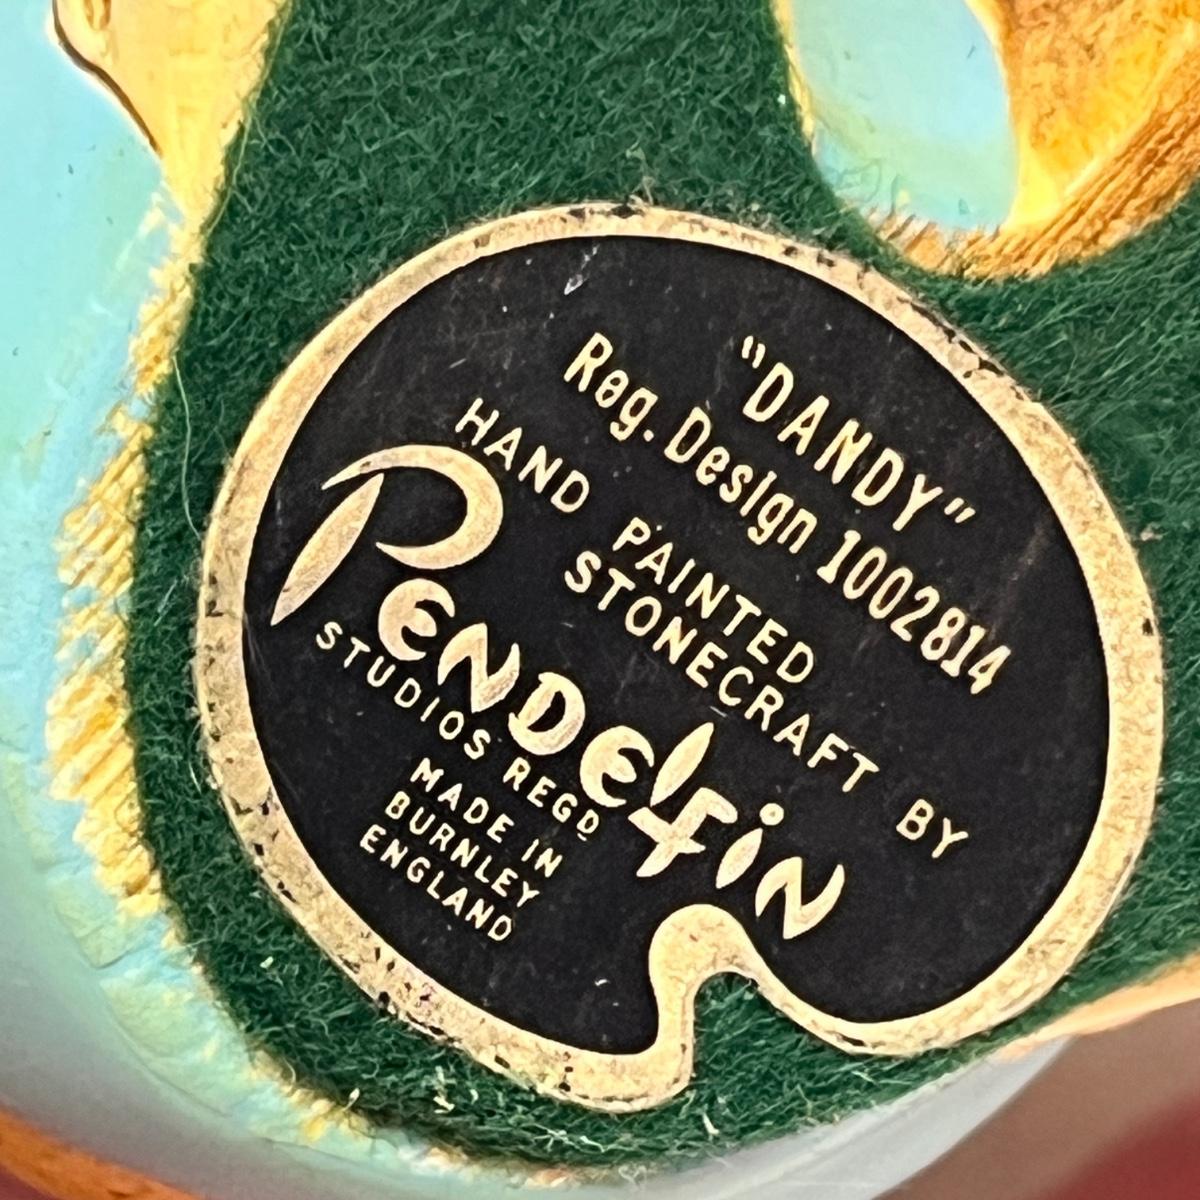 "DANDY"
Reg. Design 1002814
HAND PAINTED
STONECRAFT BY
PENDELFIN
STUDIOS REGD
MADE IN
BURNLEY
ENGLAND